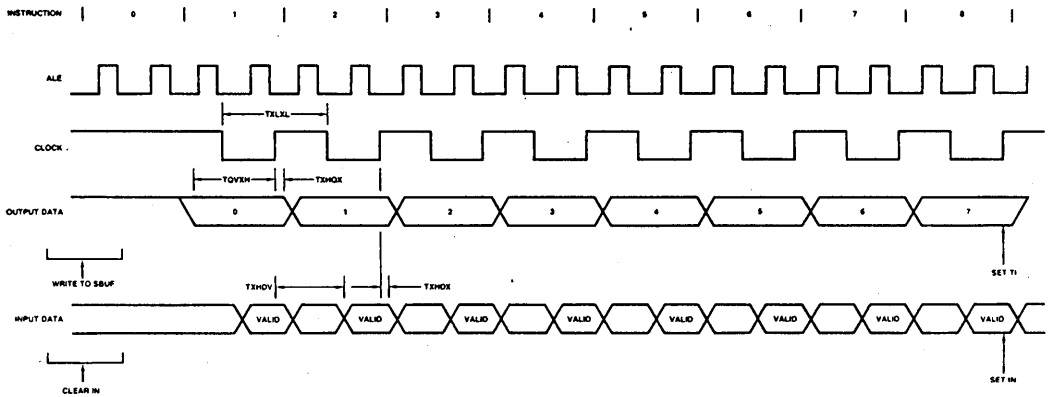 INSTRUCTION | 0 | 1 | 2 | 3 | 4 | 5 | 6 | 7 | 8 |
ALE
TXLXL
CLOCK
TQVXH TXHQX
OUTPUT DATA 0 1 2 3 4 5 6 7
WRITE TO SBUF
SET TI
TXHDV TXHDX
INPUT DATA VALID VALID VALID VALID VALID VALID VALID VALID
CLEAR IN
SET IN